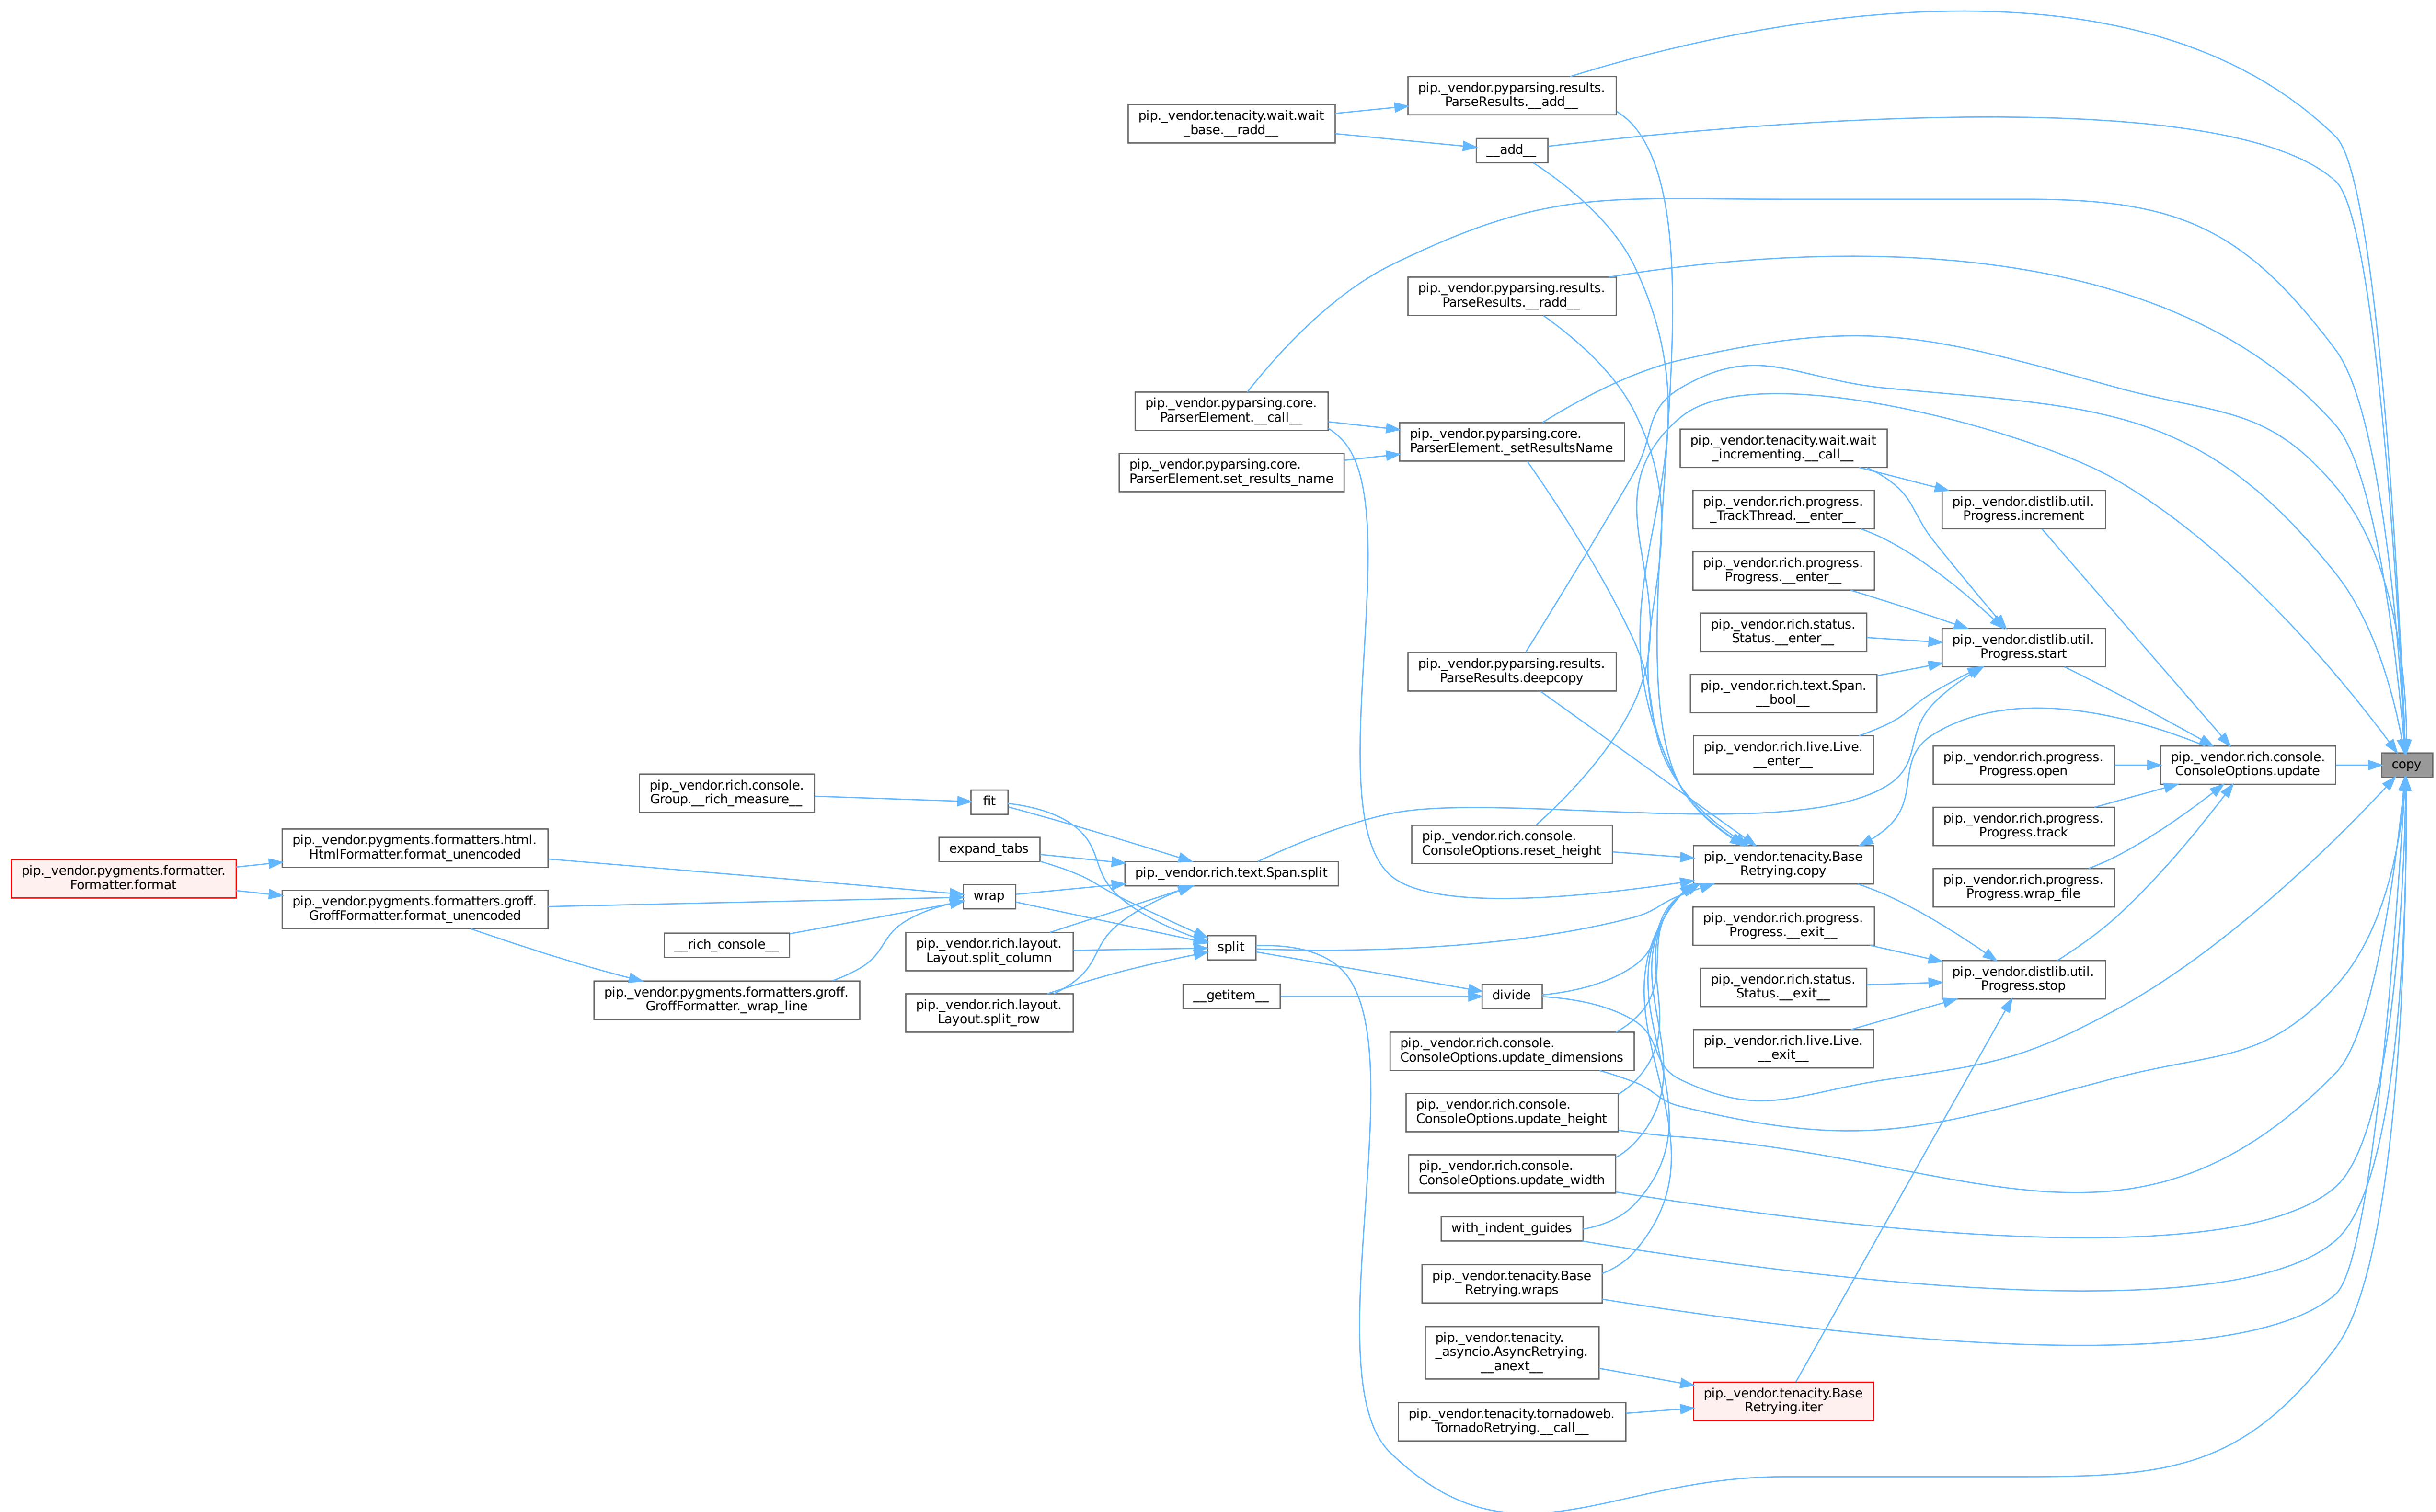 pip._vendor.pyparsing.results.
ParseResults.__add__
pip._vendor.tenacity.wait.wait
_base.__radd__
__add__
pip._vendor.pyparsing.results.
ParseResults.__radd__
pip._vendor.pyparsing.core.
ParserElement.__call__
pip._vendor.pyparsing.core.
ParserElement._setResultsName
pip._vendor.pyparsing.core.
ParserElement.set_results_name
pip._vendor.tenacity.wait.wait
_incrementing.__call__
pip._vendor.rich.progress.
_TrackThread.__enter__
pip._vendor.distlib.util.
Progress.increment
pip._vendor.rich.progress.
Progress.__enter__
pip._vendor.rich.status.
Status.__enter__
pip._vendor.distlib.util.
Progress.start
pip._vendor.pyparsing.results.
ParseResults.deepcopy
pip._vendor.rich.text.Span.
__bool__
pip._vendor.rich.live.Live.
__enter__
pip._vendor.rich.progress.
Progress.open
pip._vendor.rich.console.
ConsoleOptions.update
copy
pip._vendor.rich.console.
Group.__rich_measure__
fit
pip._vendor.rich.progress.
Progress.track
pip._vendor.rich.console.
ConsoleOptions.reset_height
pip._vendor.pygments.formatters.html.
HtmlFormatter.format_unencoded
expand_tabs
pip._vendor.tenacity.Base
Retrying.copy
pip._vendor.pygments.formatter.
Formatter.format
pip._vendor.rich.text.Span.split
pip._vendor.rich.progress.
Progress.wrap_file
wrap
pip._vendor.pygments.formatters.groff.
GroffFormatter.format_unencoded
pip._vendor.rich.progress.
Progress.__exit__
__rich_console__
pip._vendor.rich.layout.
Layout.split_column
split
pip._vendor.distlib.util.
Progress.stop
pip._vendor.rich.status.
Status.__exit__
pip._vendor.pygments.formatters.groff.
GroffFormatter._wrap_line
pip._vendor.rich.layout.
Layout.split_row
__getitem__
divide
pip._vendor.rich.console.
ConsoleOptions.update_dimensions
pip._vendor.rich.live.Live.
__exit__
pip._vendor.rich.console.
ConsoleOptions.update_height
pip._vendor.rich.console.
ConsoleOptions.update_width
with_indent_guides
pip._vendor.tenacity.Base
Retrying.wraps
pip._vendor.tenacity.
_asyncio.AsyncRetrying.
__anext__
pip._vendor.tenacity.Base
Retrying.iter
pip._vendor.tenacity.tornadoweb.
TornadoRetrying.__call__